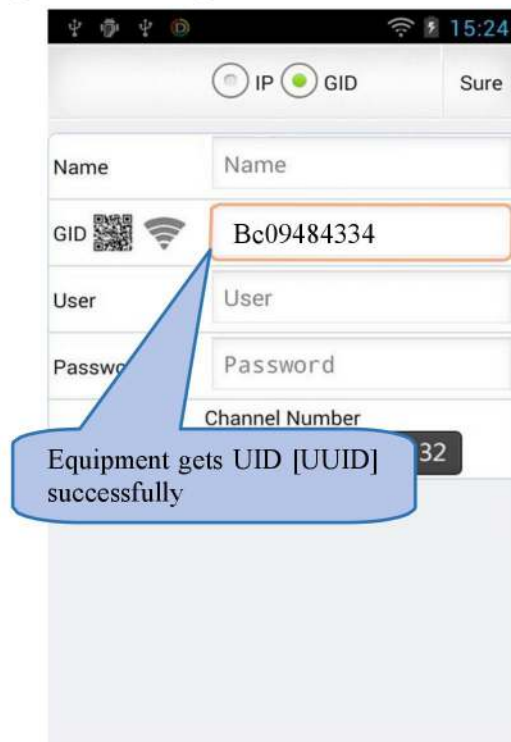 15:24
IP GID Sure
Name Name
GID Bc09484334
User User
Passwo Password
Channel Number
32
Equipment gets UID [UUID]
successfully